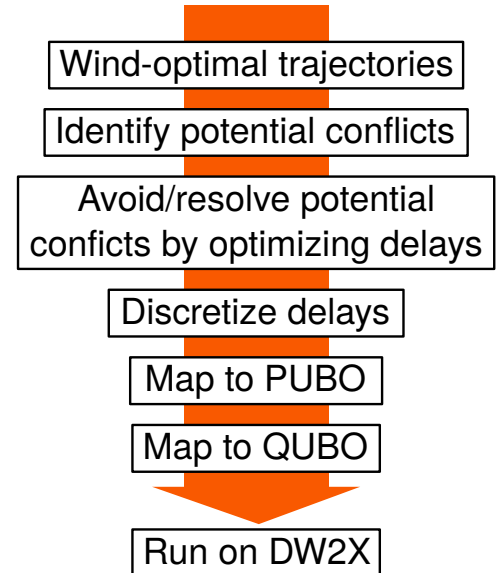 Wind-optimal trajectories
Identify potential conflicts
Avoid/resolve potential
conficts by optimizing delays
Discretize delays
Map to PUBO
Map to QUBO
Run on DW2X